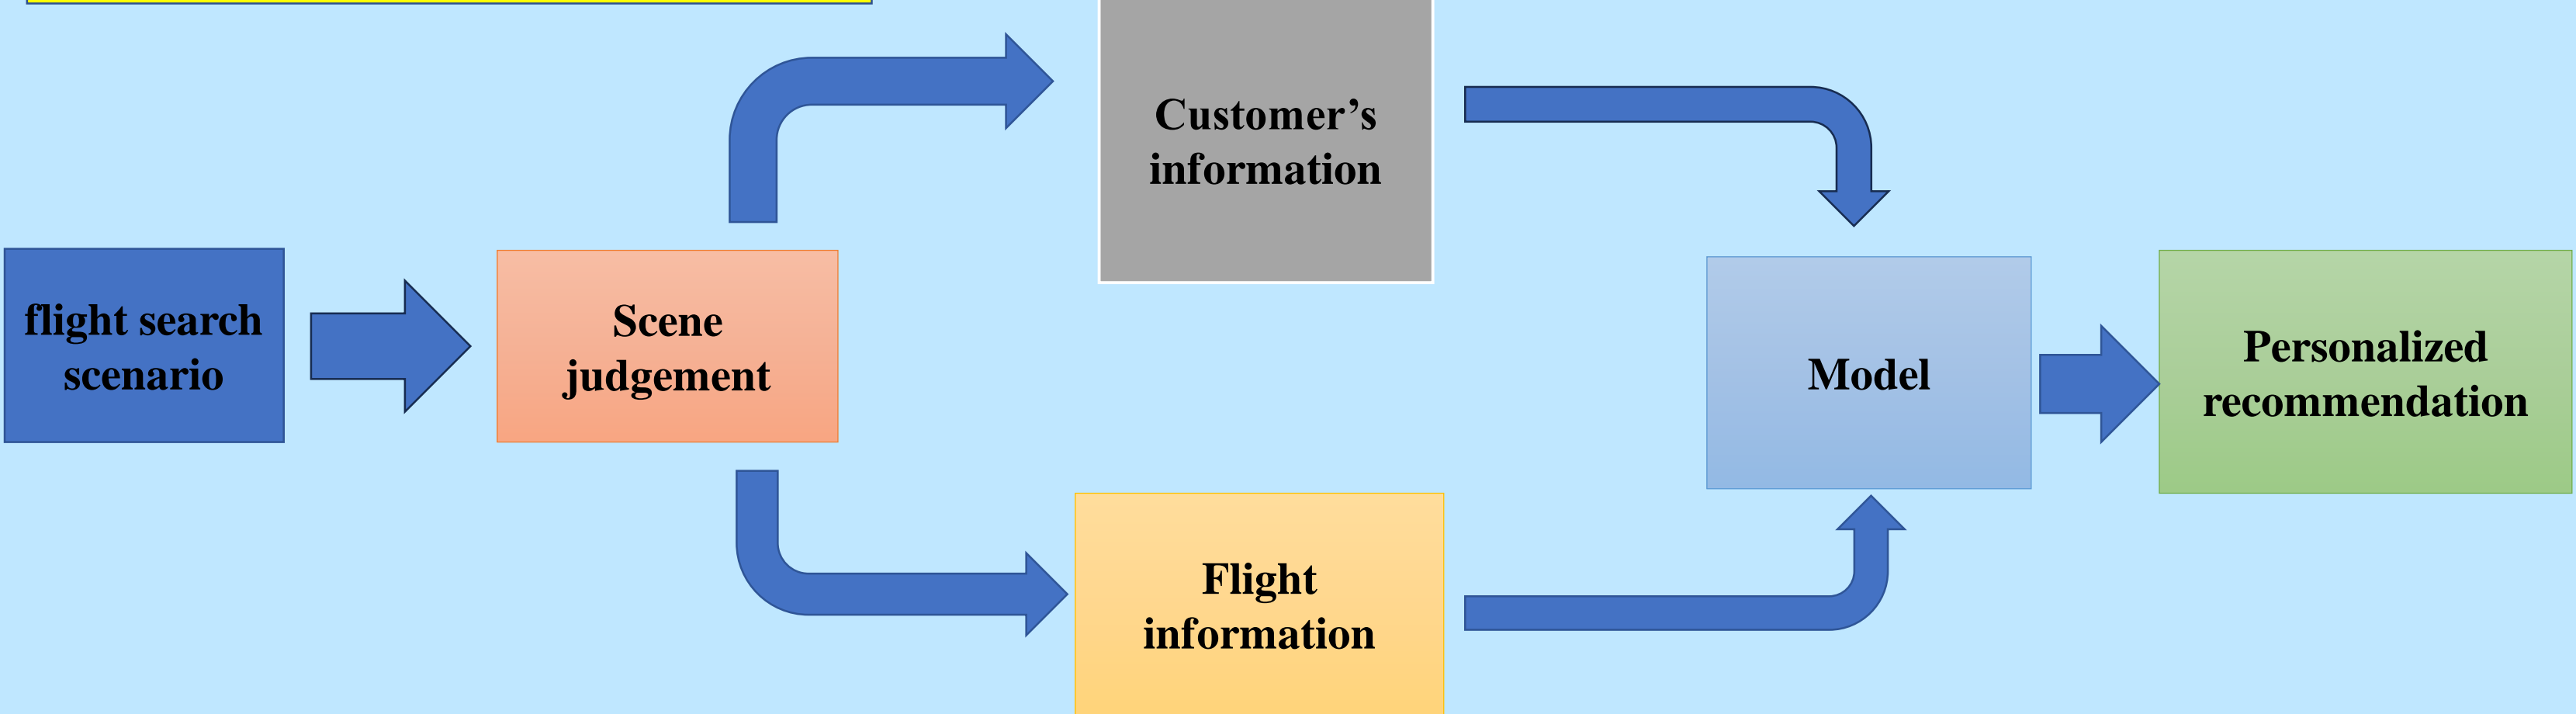 flight search
scenario
Scene
judgement
Customer’s
information
Flight
information
Model
Personalized
recommendation